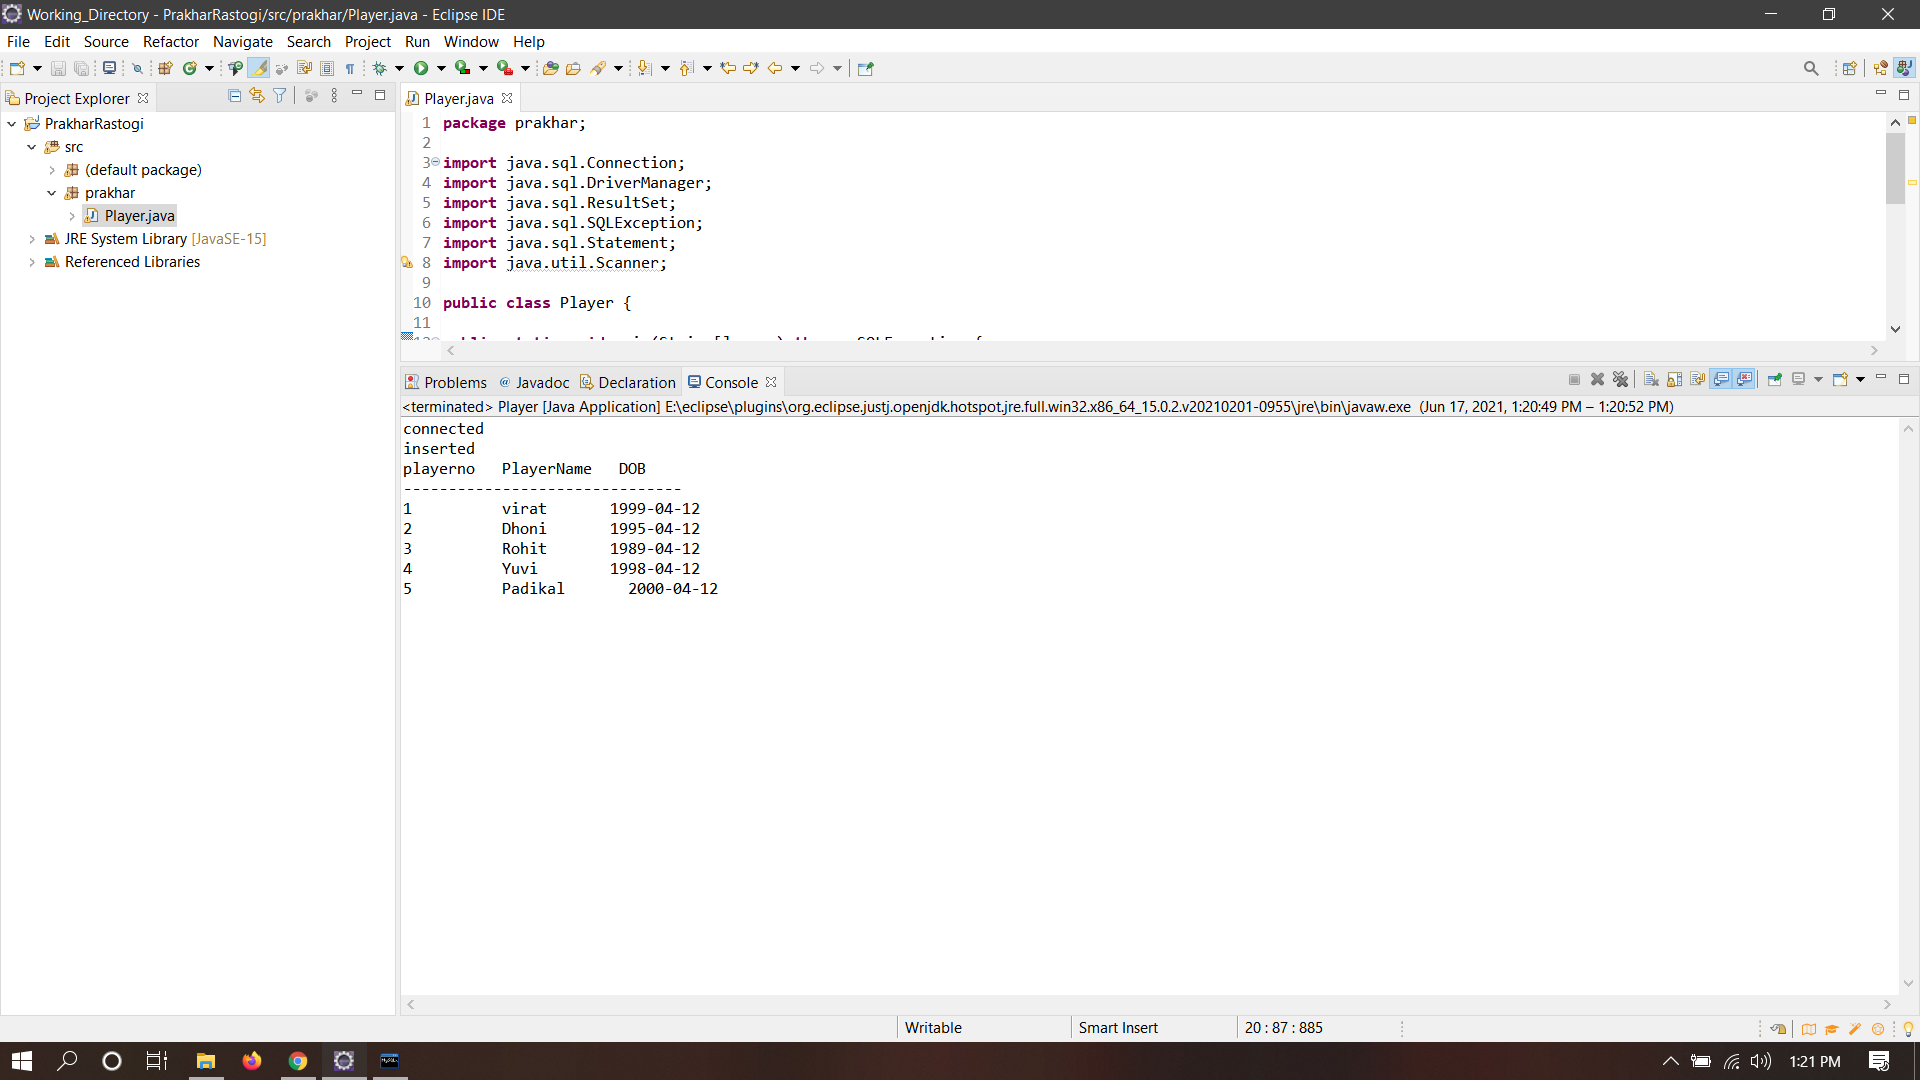 Working_Directory - PrakharRastogi/src/prakhar/Player.java - Eclipse IDE
File Edit Source Refactor Navigate Search Project Run Window Help
Project Explorer
PrakharRastogi
src
(default package)
prakhar
Player.java
JRE System Library [JavaSE-15]
Referenced Libraries
Player.java
1 package prakhar;
2
3 import java.sql.Connection;
4 import java.sql.DriverManager;
5 import java.sql.ResultSet;
6 import java.sql.SQLException;
7 import java.sql.Statement;
8 import java.util.Scanner;
9
10 public class Player {
11
Problems @ Javadoc Declaration Console
<terminated> Player [Java Application] E:\eclipse\plugins\org.eclipse.justj.openjdk.hotspot.jre.full.win32.x86_64_15.0.2.v20210201-0955\jre\bin\javaw.exe (Jun 17, 2021, 1:20:49 PM – 1:20:52 PM)
connected
inserted
playerno PlayerName DOB
-------------------------------
1 virat 1999-04-12
2 Dhoni 1995-04-12
3 Rohit 1989-04-12
4 Yuvi 1998-04-12
5 Padikal 2000-04-12
Writable Smart Insert 20 : 87 : 885
1:21 PM